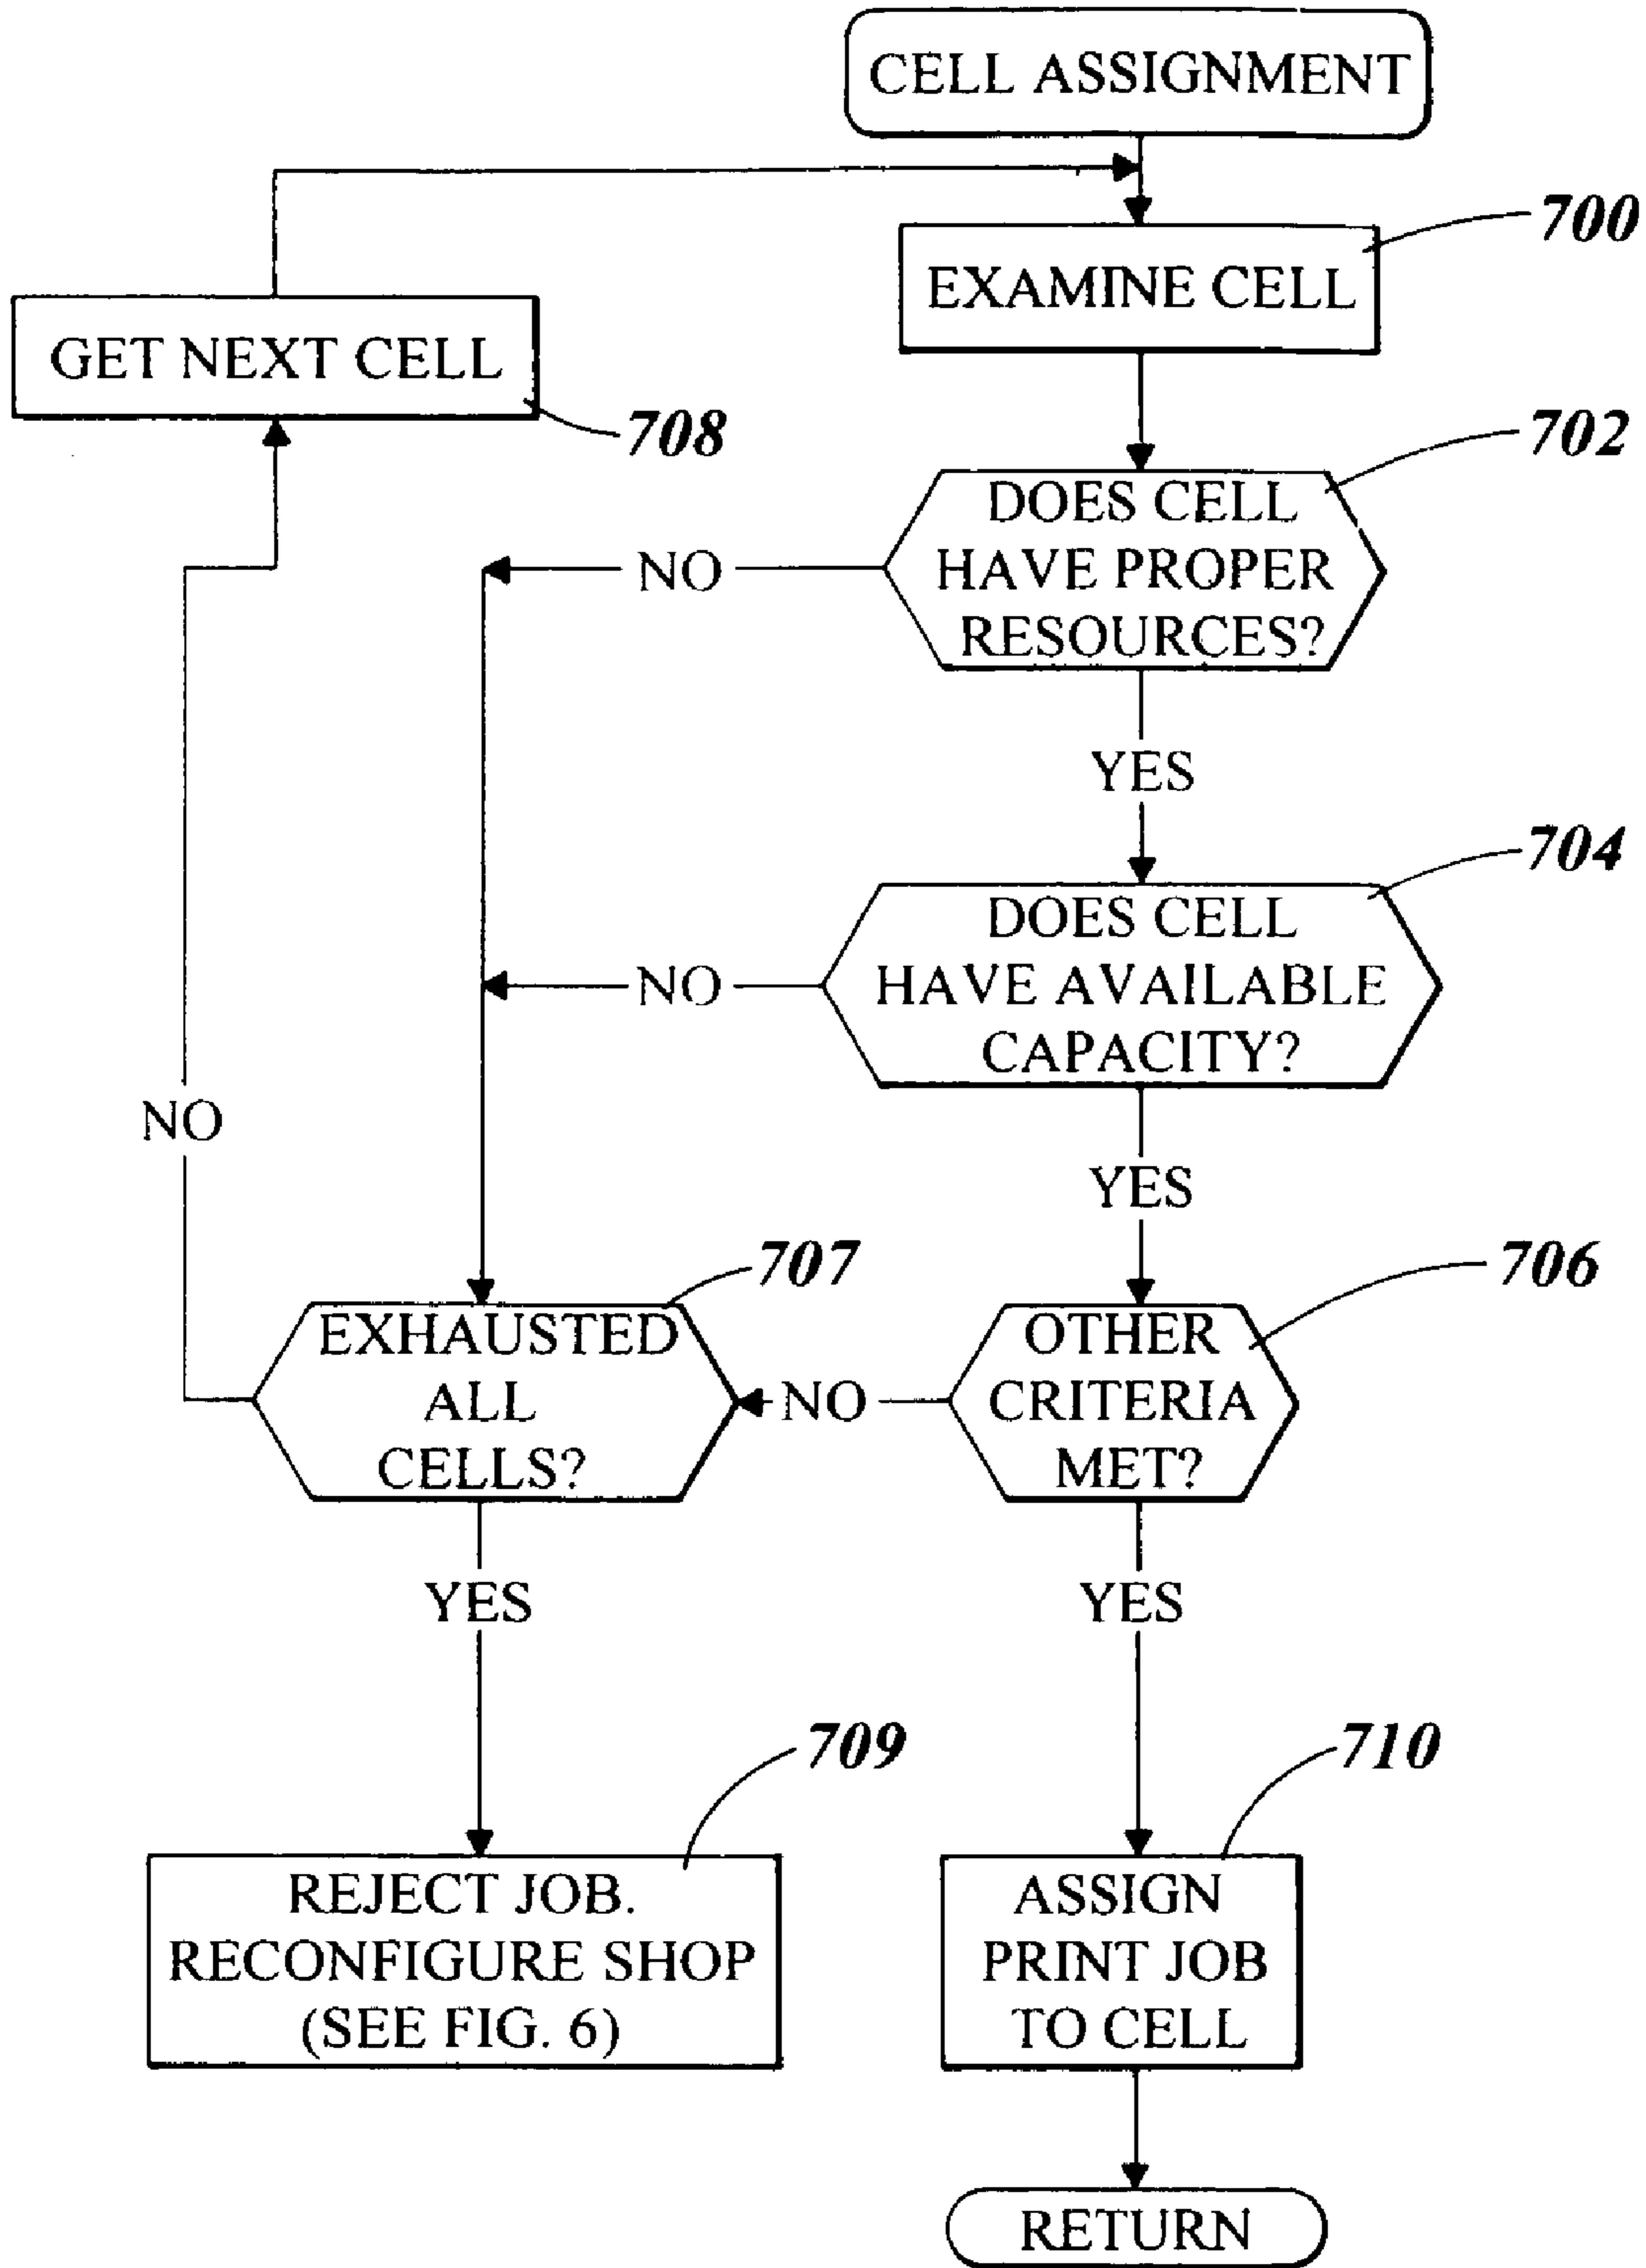 CELL ASSIGNMENT
700
EXAMINE CELL
GET NEXT CELL
708
702
DOES CELL
HAVE PROPER
RESOURCES?
NO
YES
704
DOES CELL
HAVE AVAILABLE
CAPACITY?
NO
NO
YES
707
706
EXHAUSTED
ALL
CELLS?
NO
OTHER
CRITERIA
MET?
YES
YES
709
710
REJECT JOB.
RECONFIGURE SHOP
(SEE FIG. 6)
ASSIGN
PRINT JOB
TO CELL
RETURN